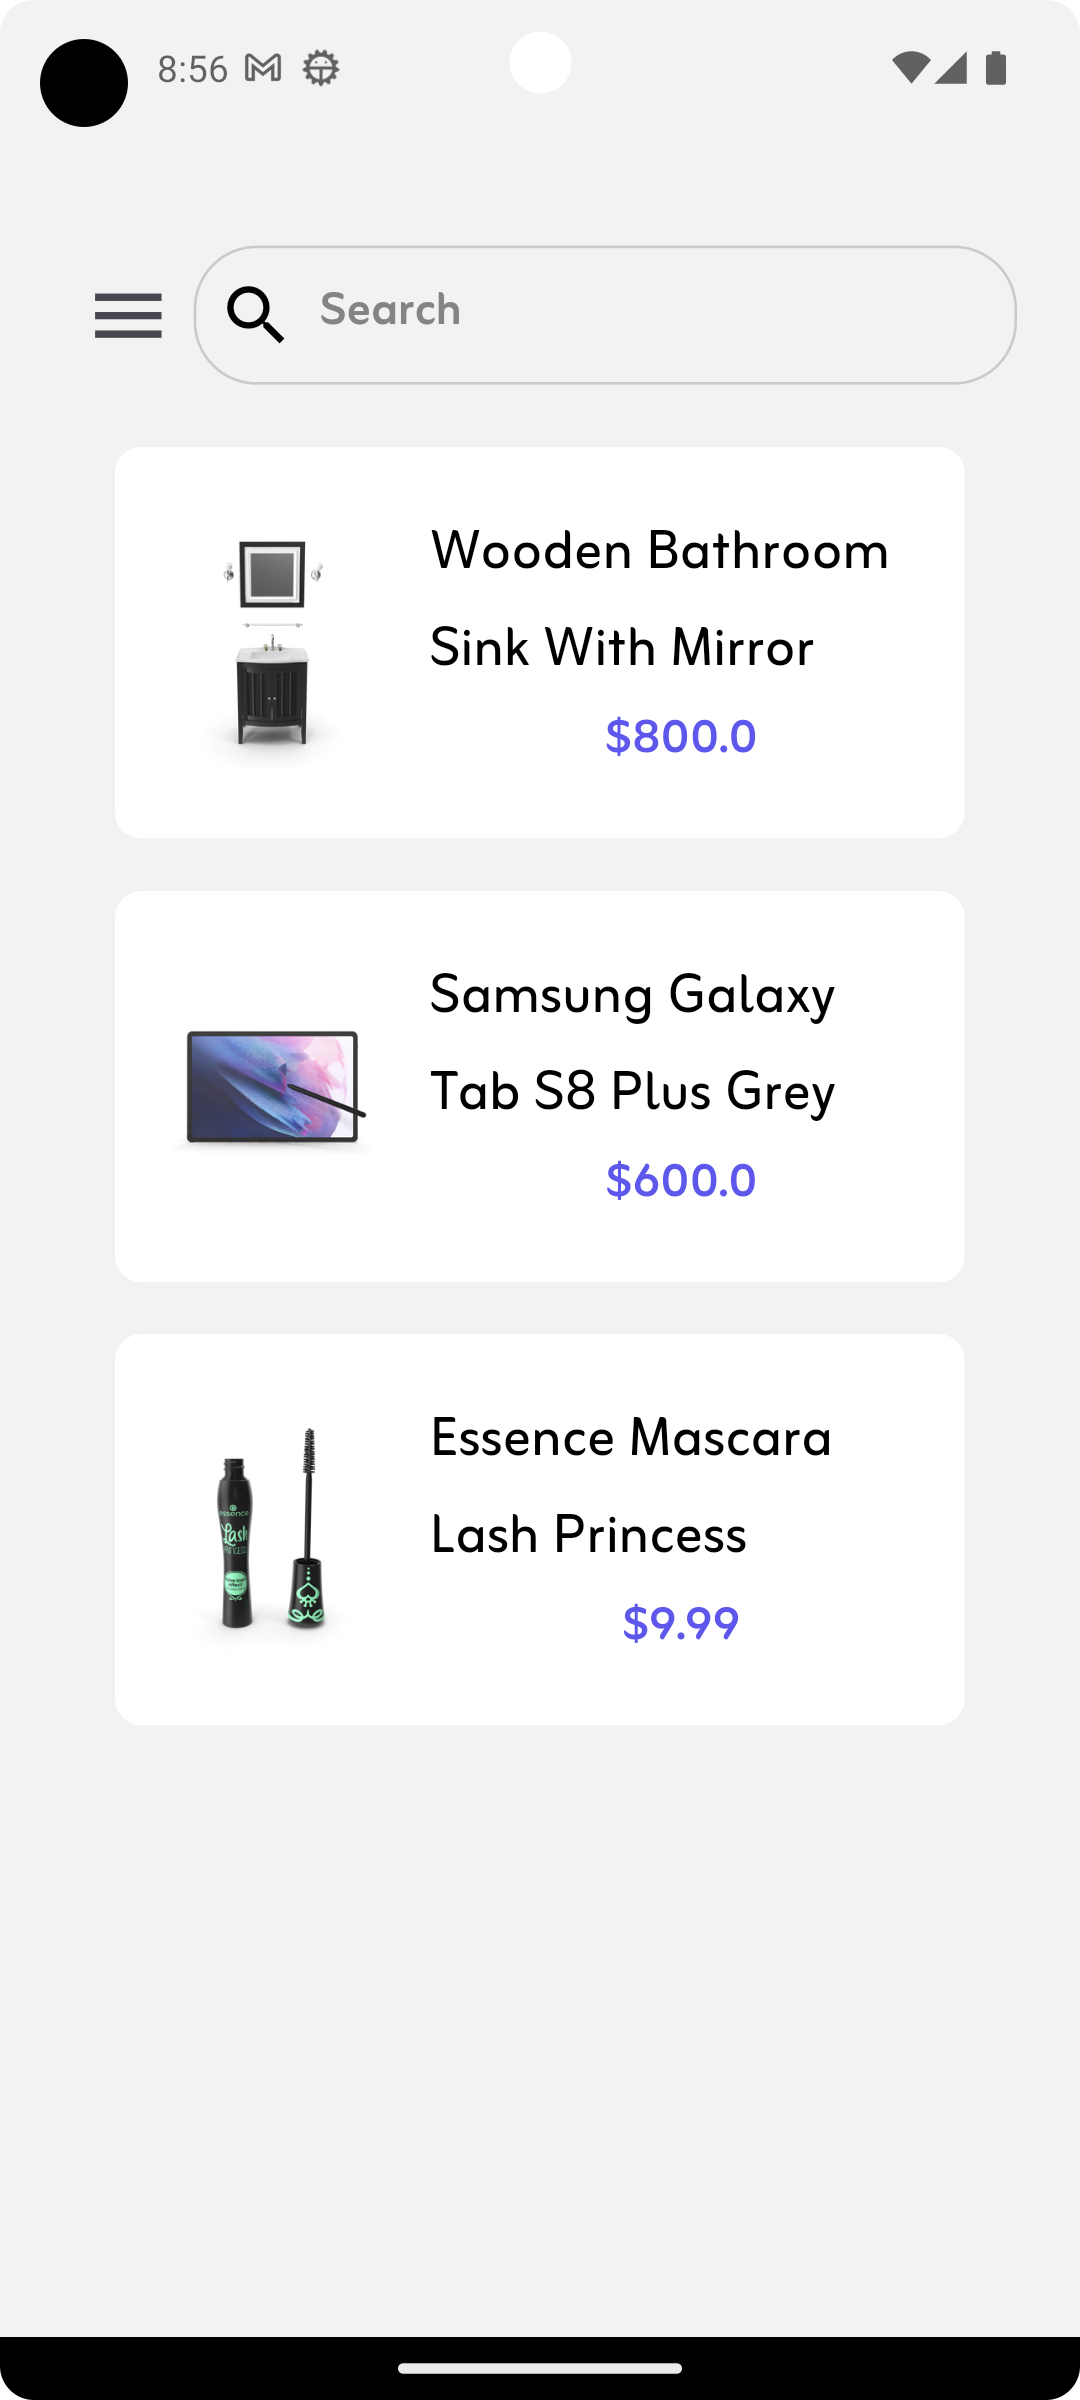 8:56
Search
Wooden Bathroom
Sink With Mirror
$800.0
Samsung Galaxy
Tab S8 Plus Grey
$600.0
Essence Mascara
Lash Princess
$9.99
essence
Lash
PRINCESS